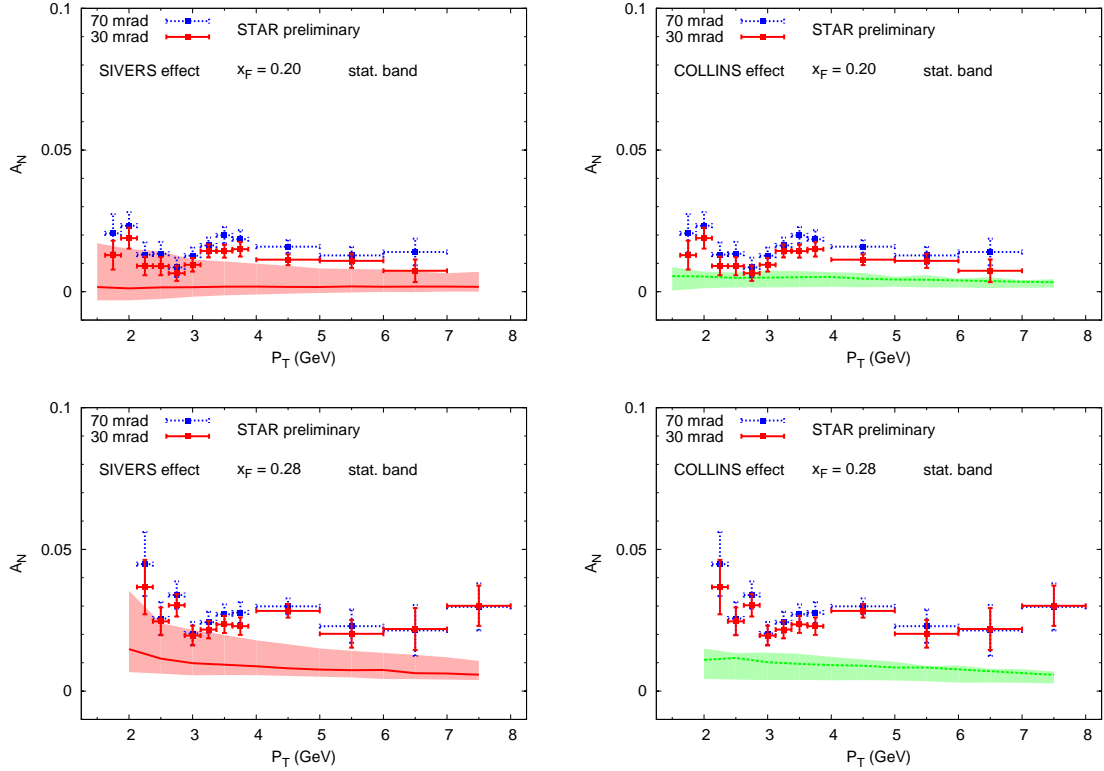 0.1
70 mrad
30 mrad
STAR preliminary
SIVERS effect x_F = 0.20 stat. band
0.05
A_N
0
2 3 4 5 6 7 8
P_T (GeV)
0.1
70 mrad
30 mrad
STAR preliminary
COLLINS effect x_F = 0.20 stat. band
0.05
A_N
0
2 3 4 5 6 7 8
P_T (GeV)
0.1
70 mrad
30 mrad
STAR preliminary
SIVERS effect x_F = 0.28 stat. band
0.05
A_N
0
2 3 4 5 6 7 8
P_T (GeV)
0.1
70 mrad
30 mrad
STAR preliminary
COLLINS effect x_F = 0.28 stat. band
0.05
A_N
0
2 3 4 5 6 7 8
P_T (GeV)